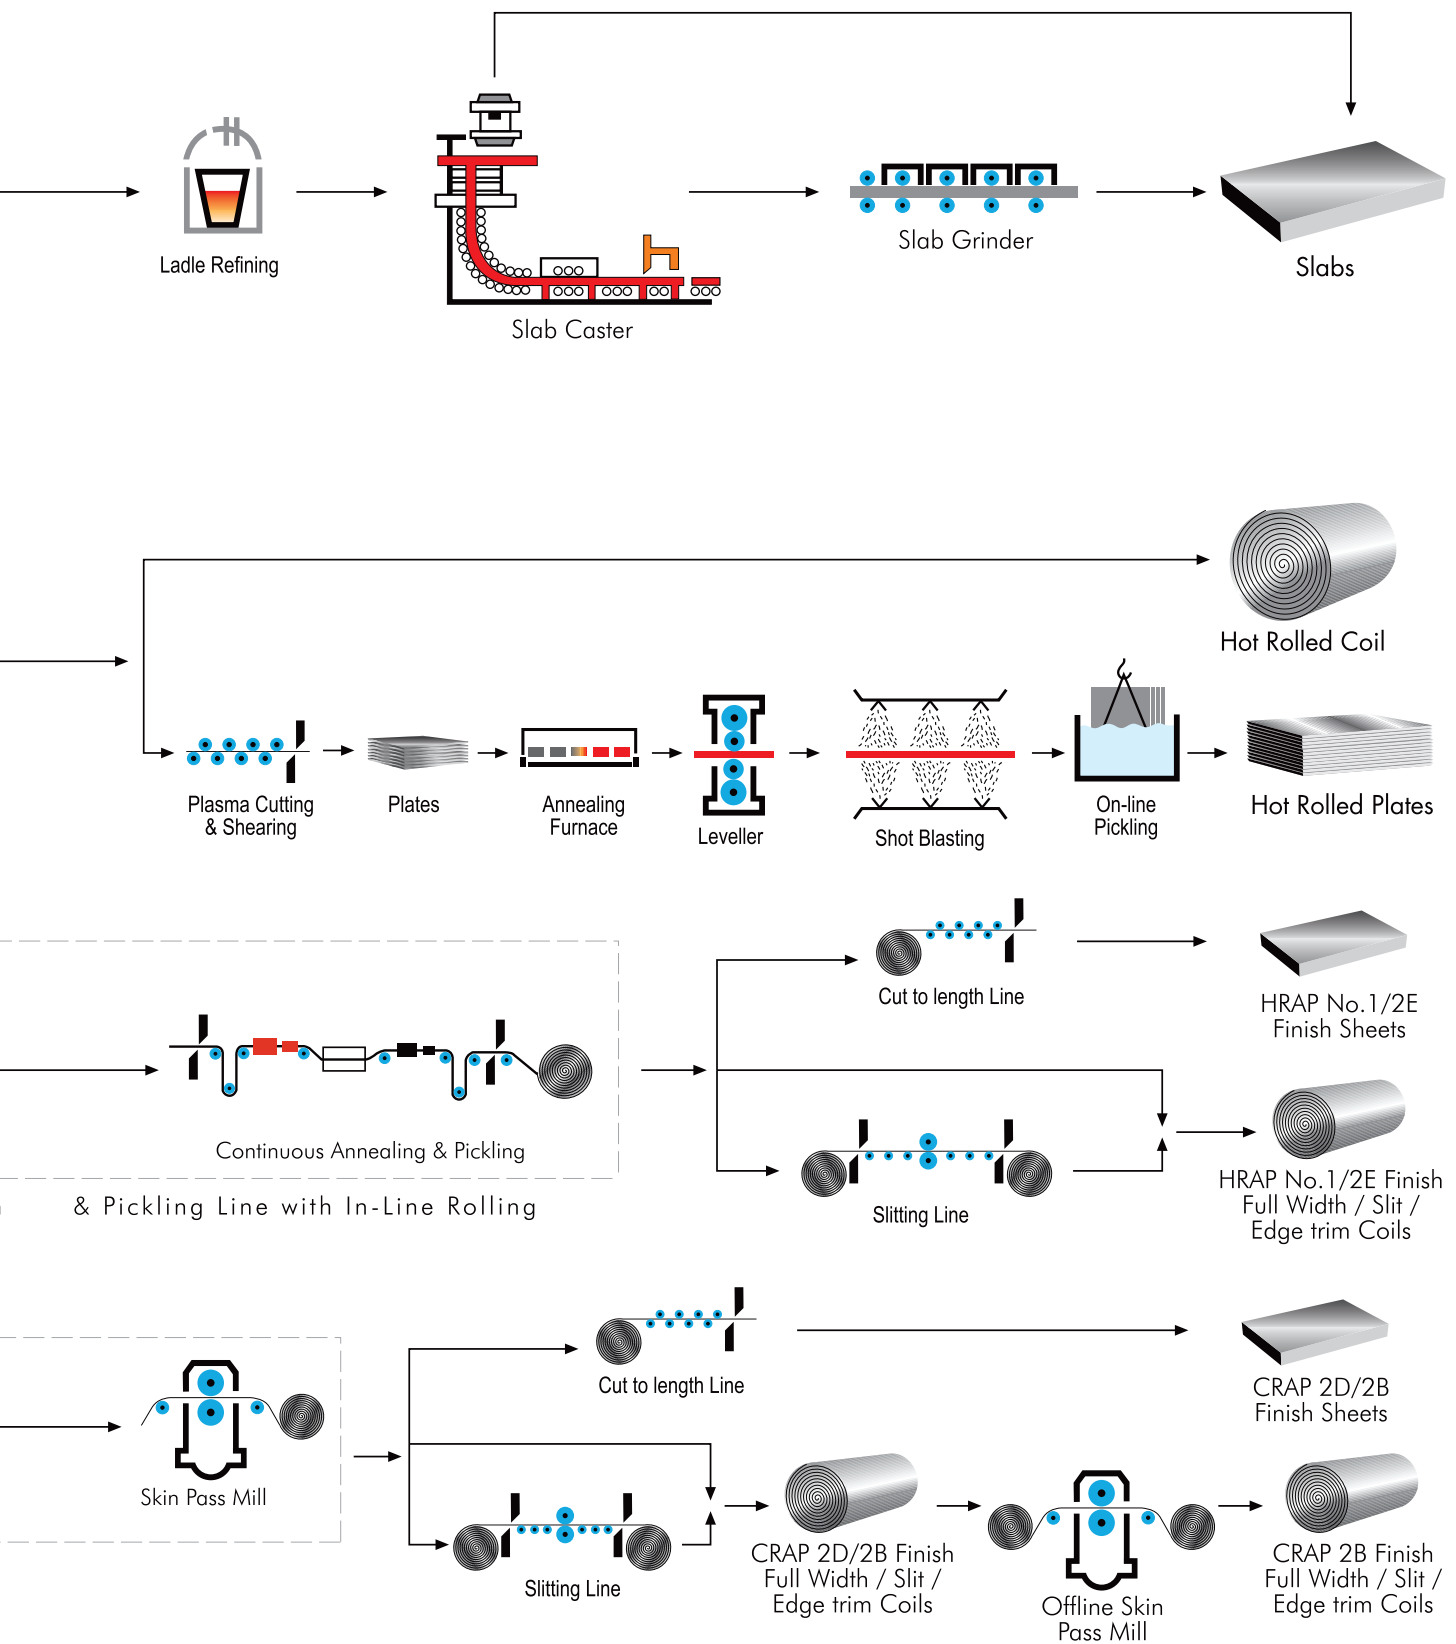 Ladle Refining
Slab Caster
Slab Grinder
Slabs
Hot Rolled Coil
Plasma Cutting
& Shearing
Plates
Annealing
Furnace
Leveller
Shot Blasting
On-line
Pickling
Hot Rolled Plates
Cut to length Line
HRAP No.1/2E
Finish Sheets
Continuous Annealing & Pickling
& Pickling Line with In-Line Rolling
Slitting Line
HRAP No.1/2E Finish
Full Width / Slit /
Edge trim Coils
Cut to length Line
CRAP 2D/2B
Finish Sheets
Skin Pass Mill
Slitting Line
CRAP 2D/2B Finish
Full Width / Slit /
Edge trim Coils
Offline Skin
Pass Mill
CRAP 2B Finish
Full Width / Slit /
Edge trim Coils